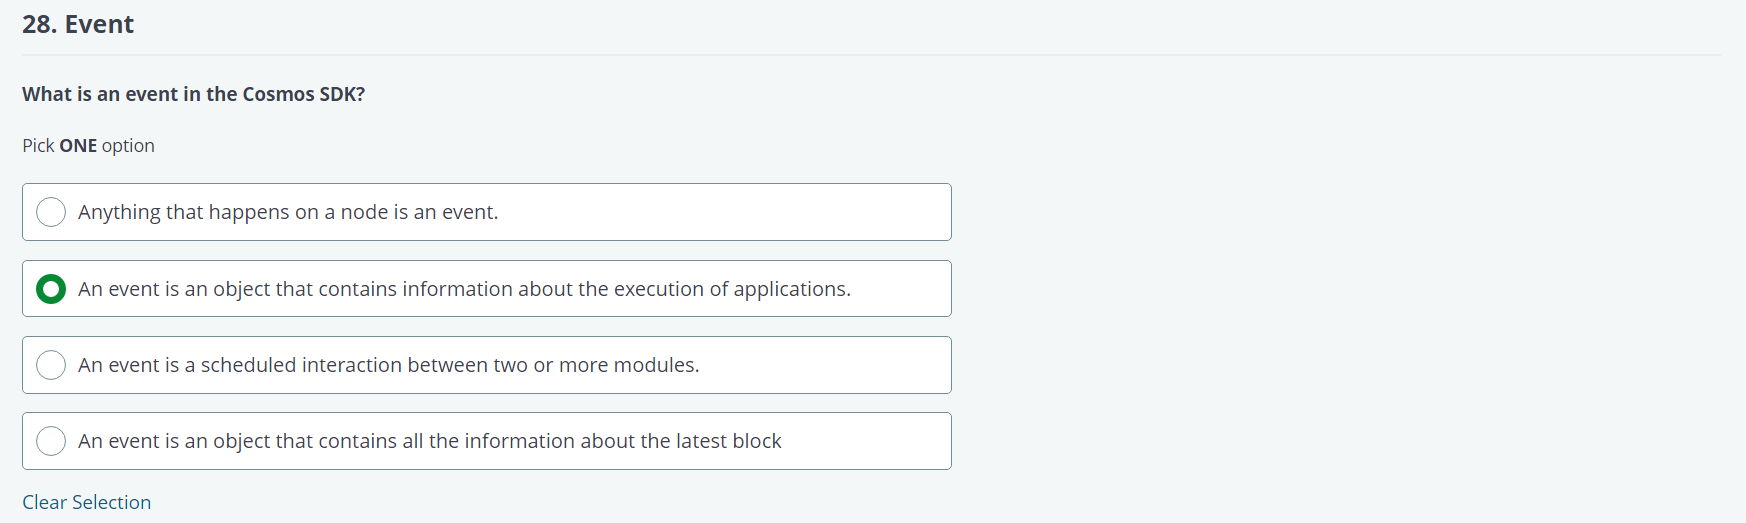 28. Event
What is an event in the Cosmos SDK?
Pick ONE option
Anything that happens on a node is an event.
An event is an object that contains information about the execution of applications.
An event is a scheduled interaction between two or more modules.
An event is an object that contains all the information about the latest block
Clear Selection